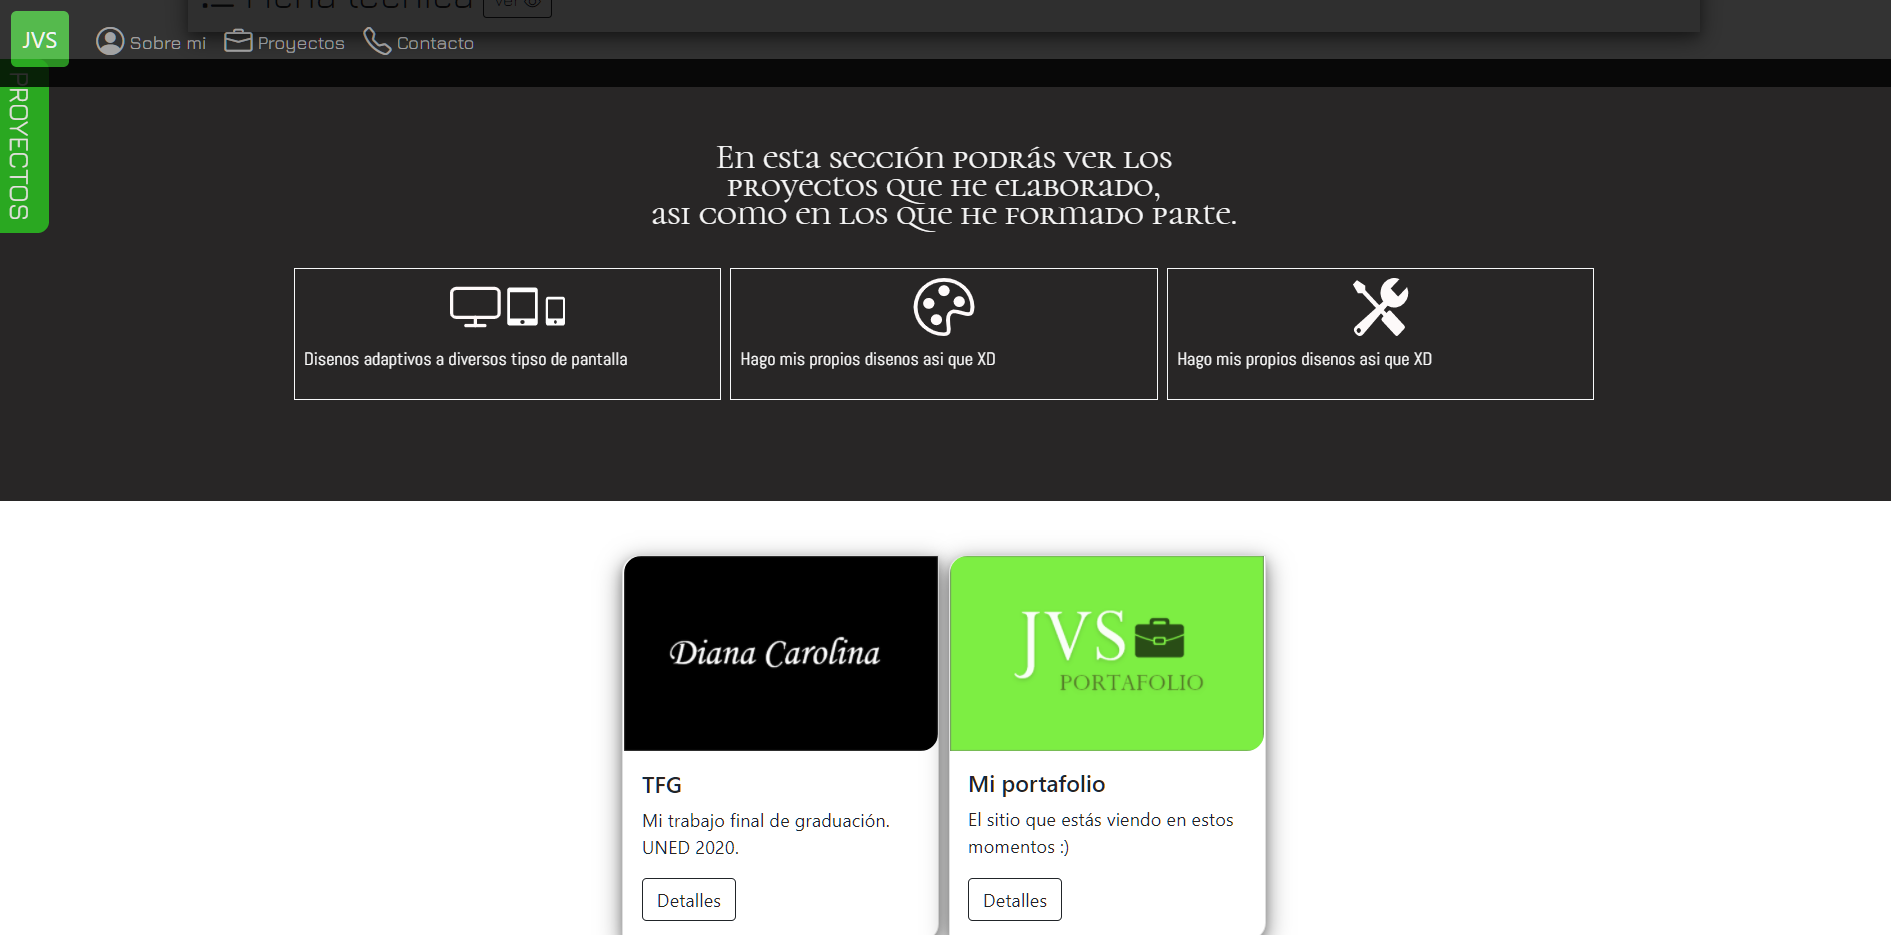 Ficha técnica Ver
JVS Sobre mi Proyectos Contacto
PROYECTOS
En esta sección podrás ver los
proyectos que he elaborado,
asi como en los que he formado parte.
Disenos adaptivos a diversos tipso de pantalla
Hago mis propios disenos asi que XD
Hago mis propios disenos asi que XD
Diana Carolina
JVS
PORTAFOLIO
TFG
Mi trabajo final de graduación.
UNED 2020.
Detalles
Mi portafolio
El sitio que estás viendo en estos
momentos :)
Detalles